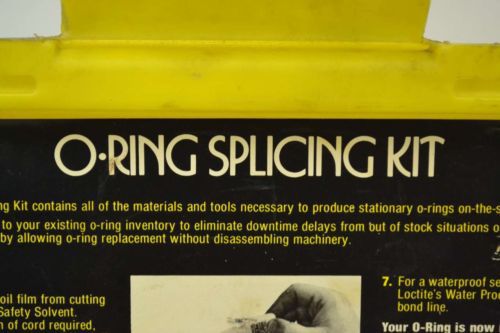 O•RING SPLICING KIT
ng Kit contains all of the materials and tools necessary to produce stationary o-rings on-the-s
to your existing o-ring inventory to eliminate downtime delays from but of stock situations o
by allowing o-ring replacement without disassembling machinery.
oil film from cutting
Safety Solvent.
n of cord required.
7. For a waterproof se
Loctite's Water Pro
bond line.
Your O-Ring is now